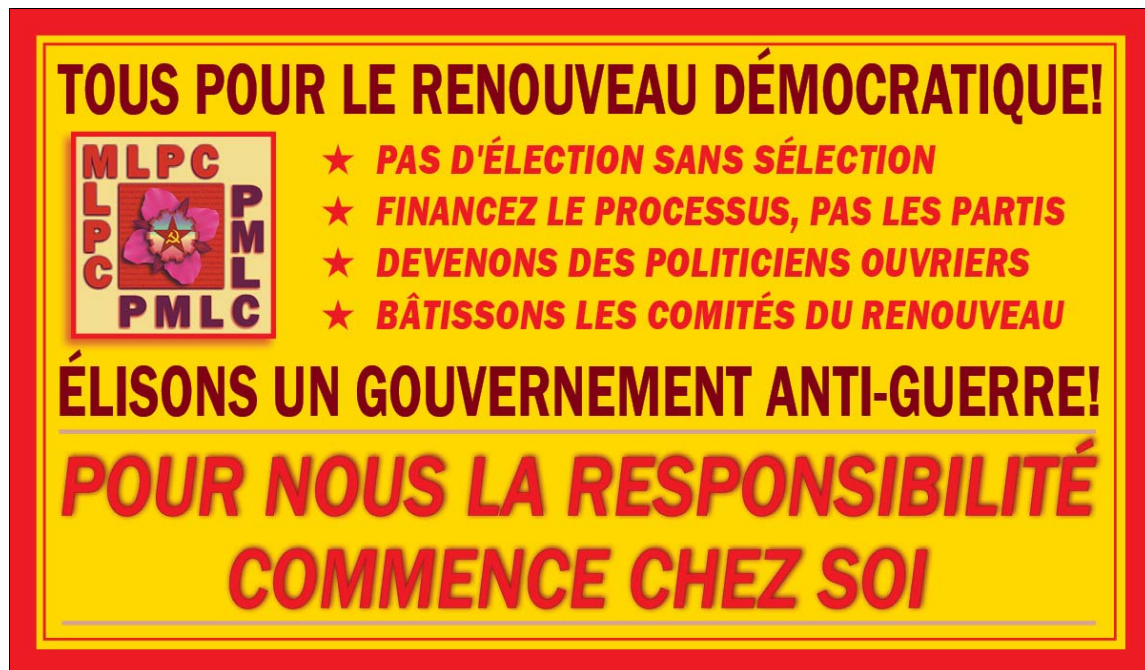 TOUS POUR LE RENOUVEAU DÉMOCRATIQUE!
MLPC
MLPC
PMLC
PMLC
★ PAS D'ÉLECTION SANS SÉLECTION
★ FINANCEZ LE PROCESSUS, PAS LES PARTIS
★ DEVENONS DES POLITICIENS OUVRIERS
★ BÂTISSONS LES COMITÉS DU RENOUVEAU
ÉLISONS UN GOUVERNEMENT ANTI-GUERRE!
POUR NOUS LA RESPONSIBILITÉ
COMMENCE CHEZ SOI